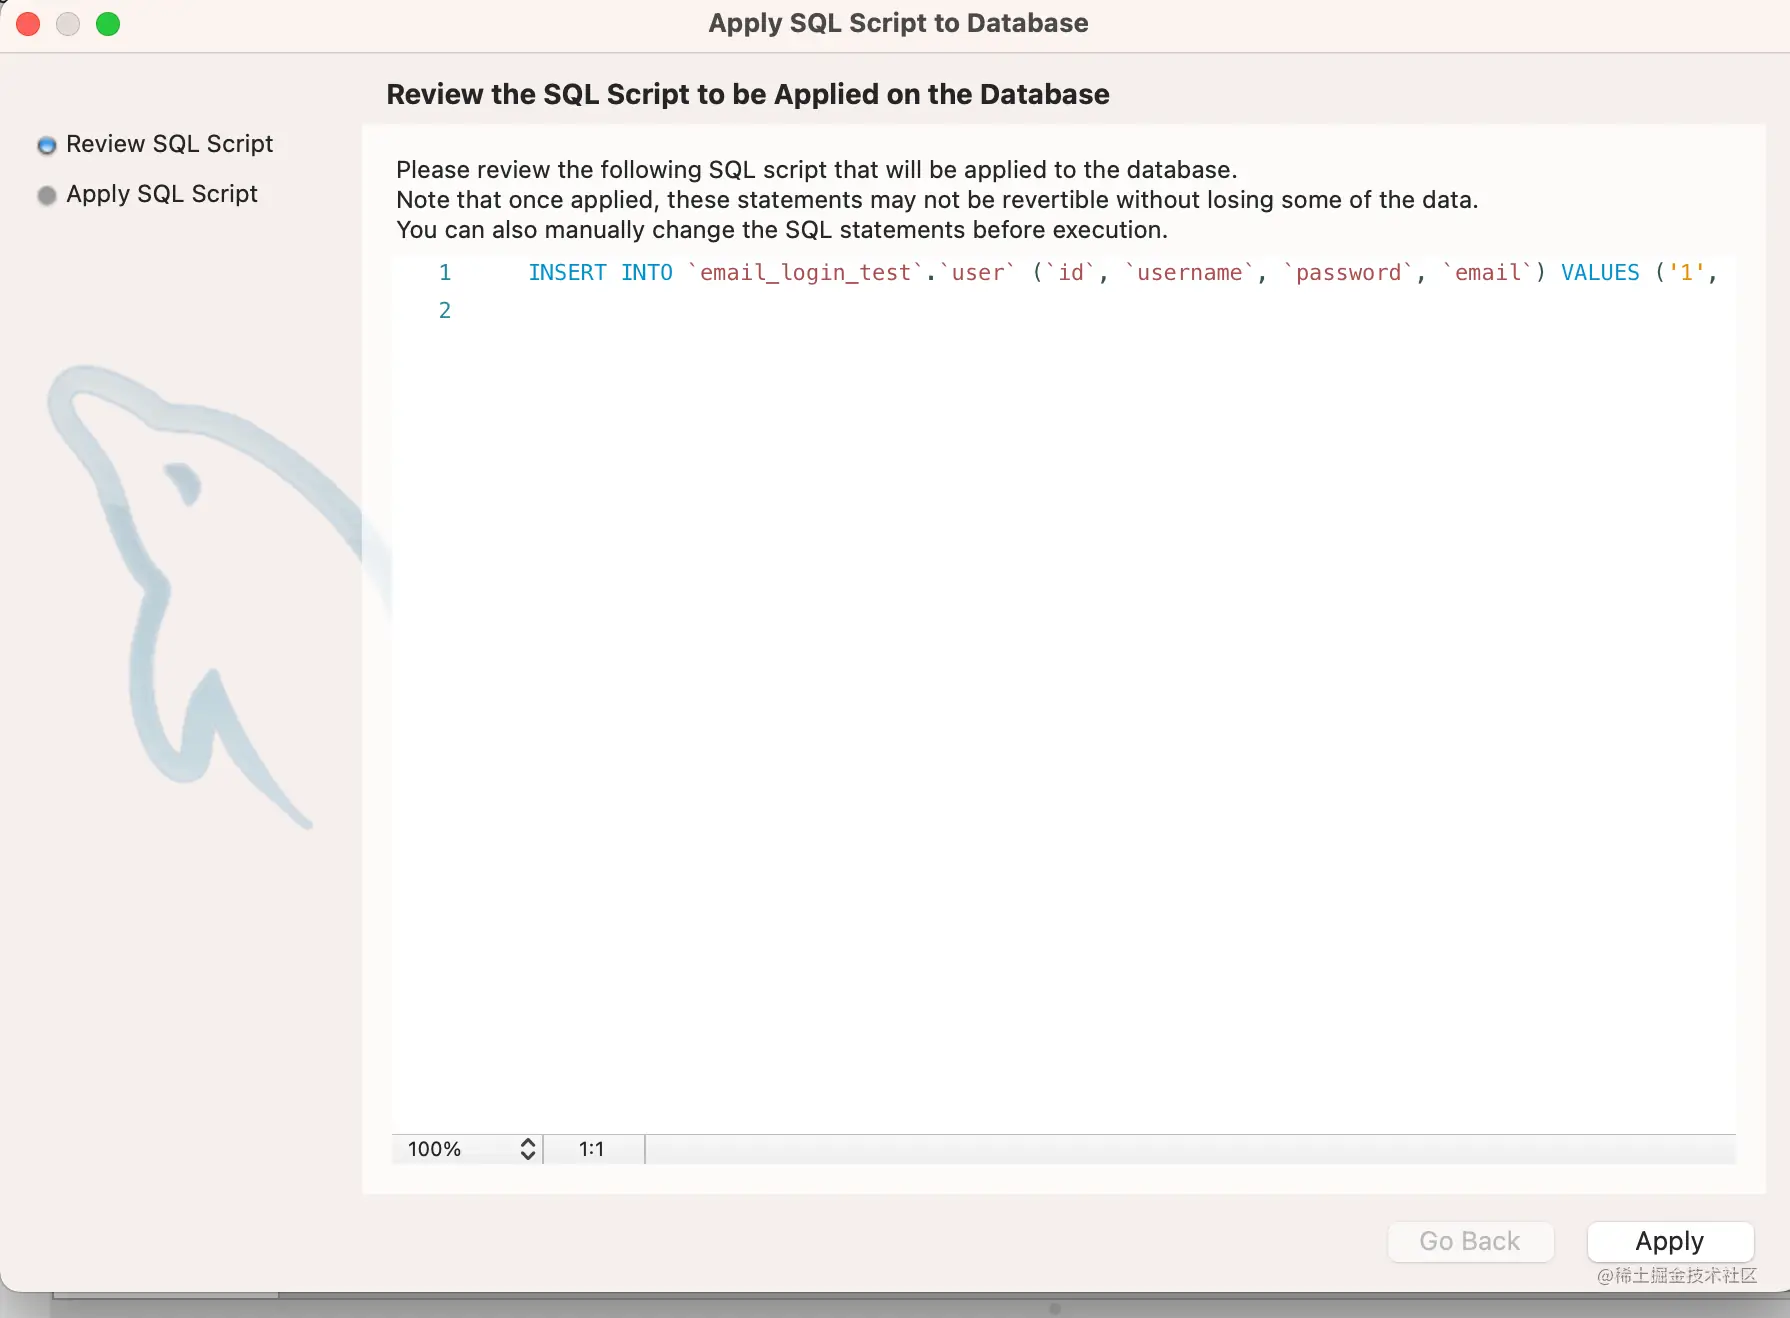 Apply SQL Script to Database
Review the SQL Script to be Applied on the Database
Review SQL Script
Apply SQL Script
Please review the following SQL script that will be applied to the database.
Note that once applied, these statements may not be revertible without losing some of the data.
You can also manually change the SQL statements before execution.
1 INSERT INTO `email_login_test`.`user` (`id`, `username`, `password`, `email`) VALUES ('1',
2
100% 1:1
Go Back Apply
@稀土掘金技术社区